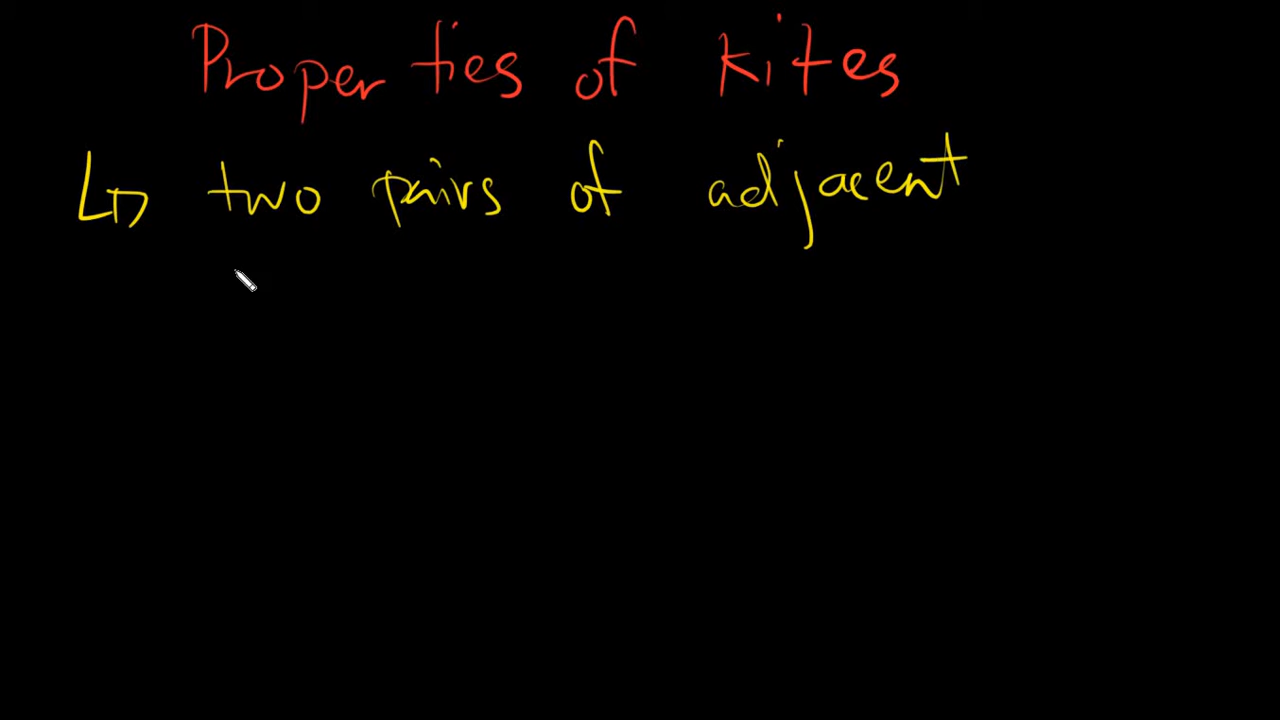 Properties of kites
↳ two pairs of adjacent